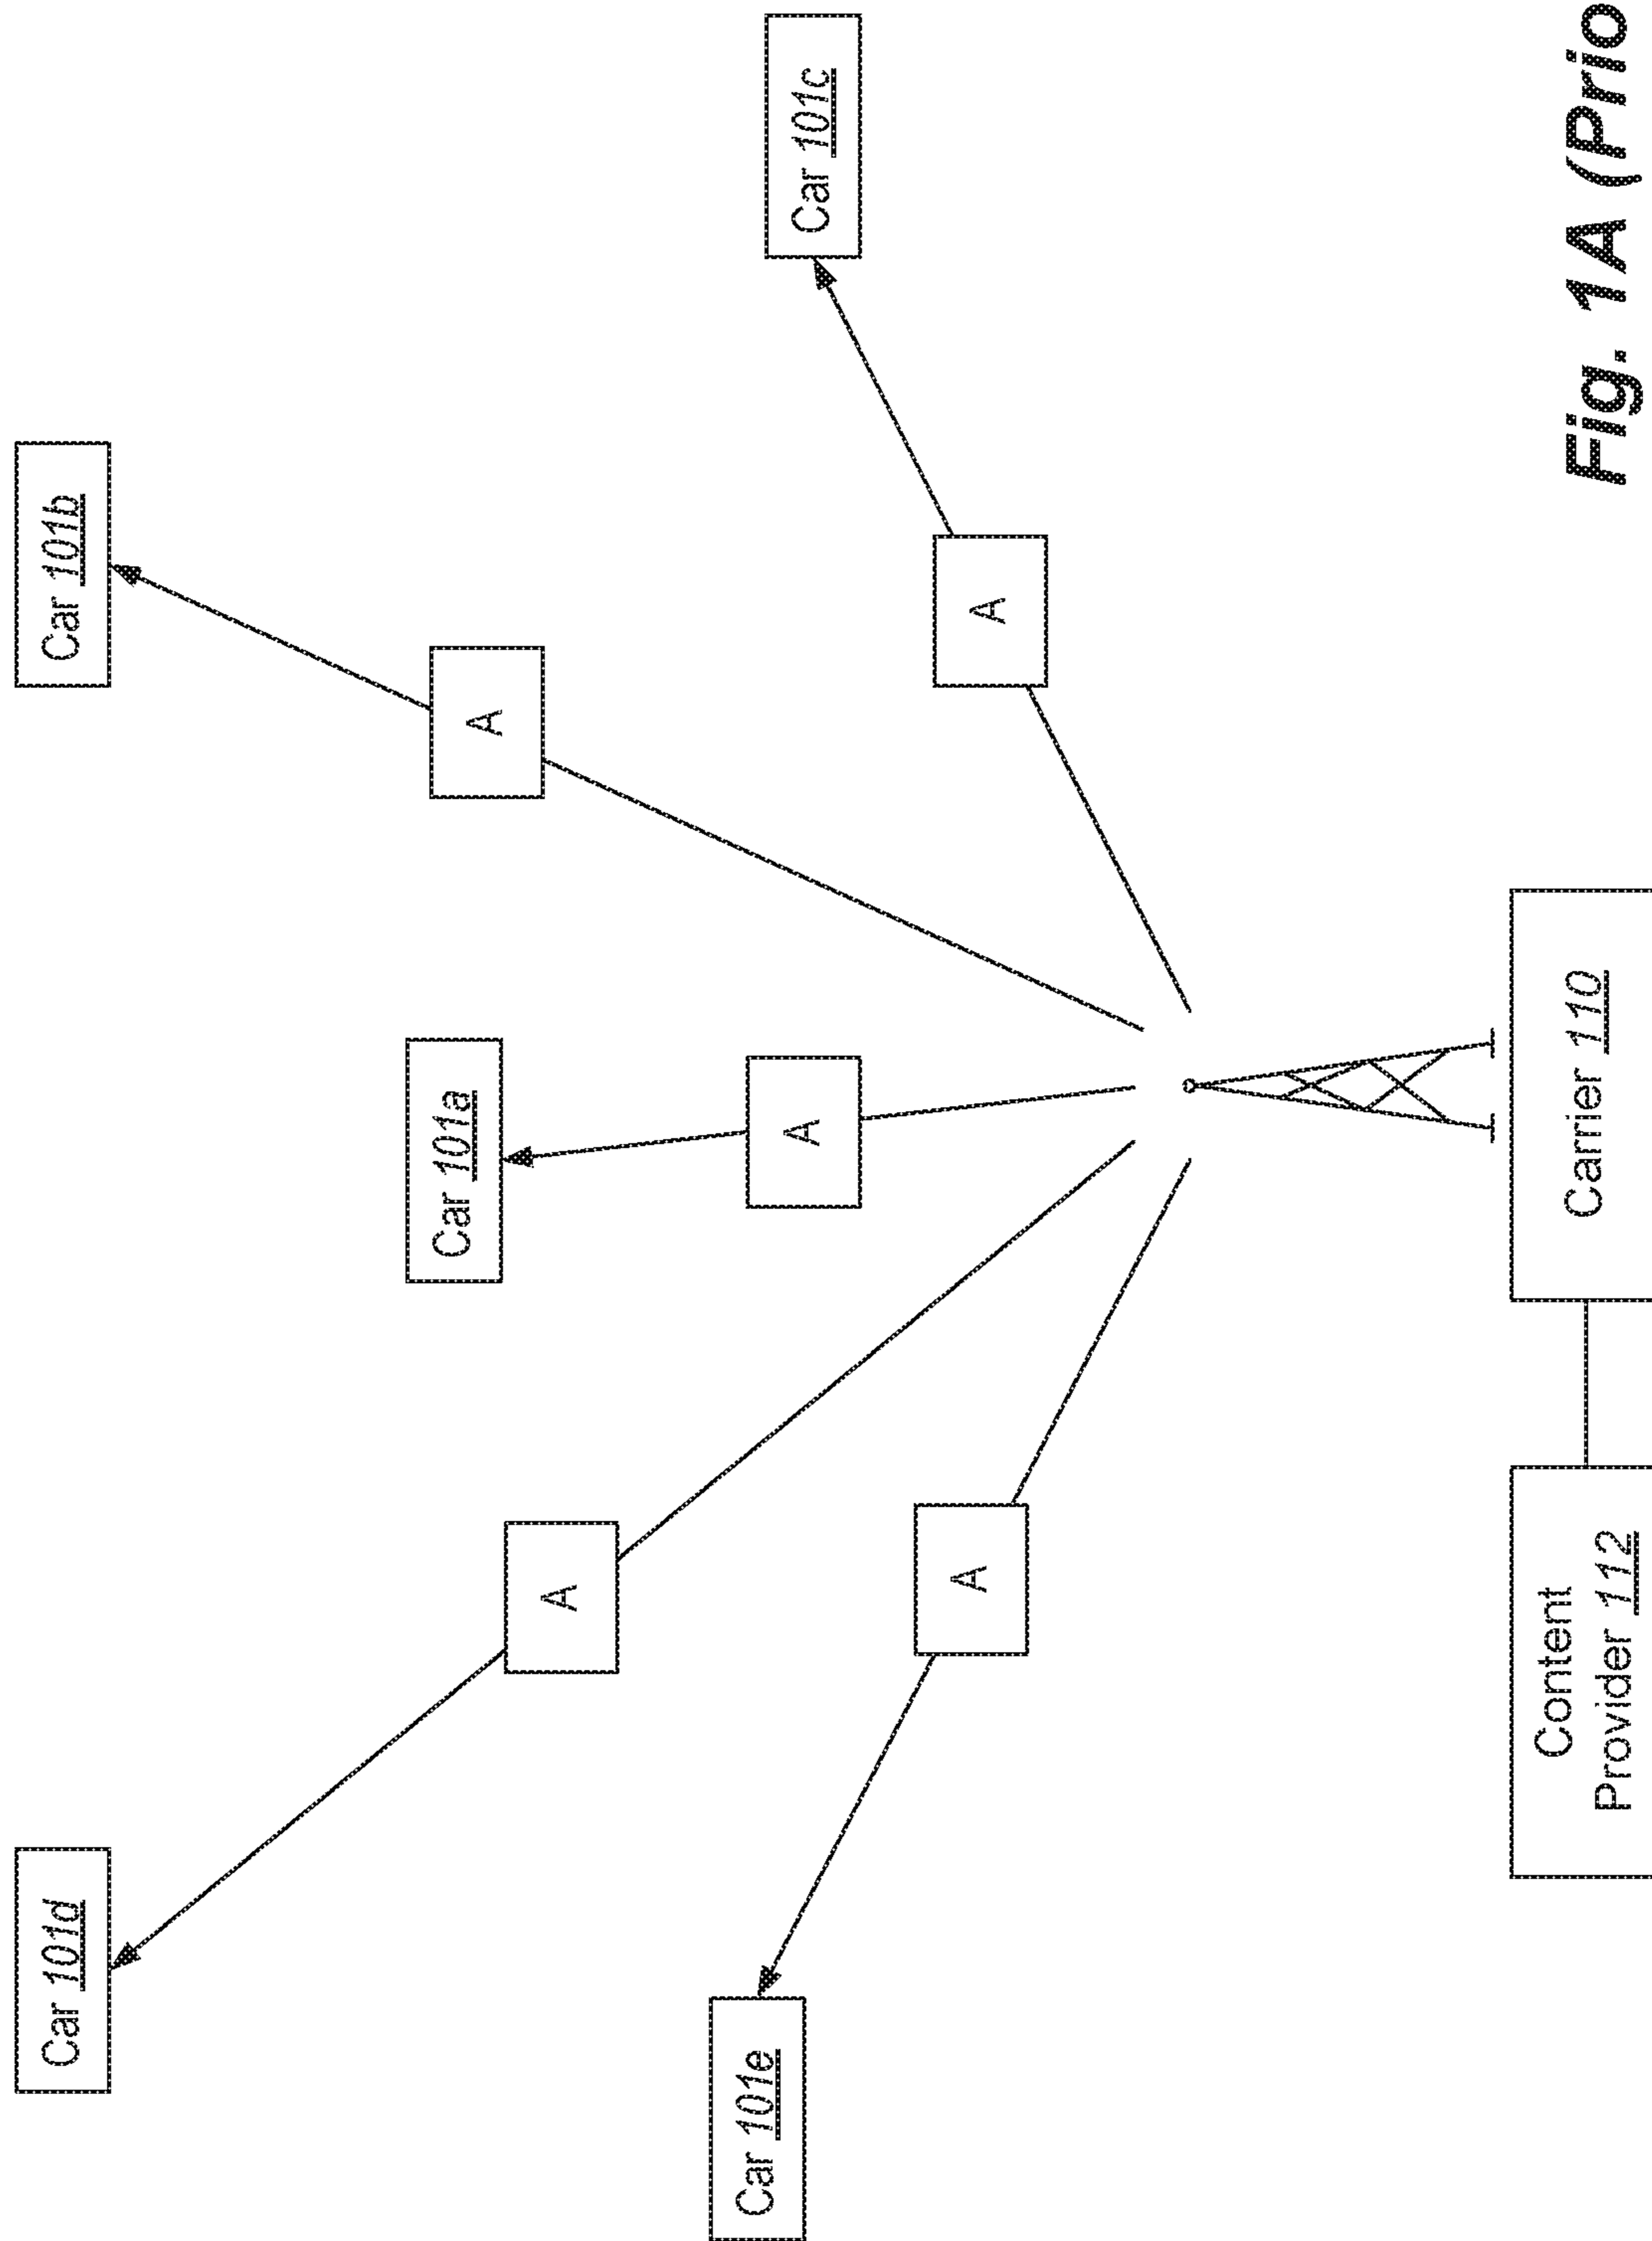 Car 101d
Car 101b
Car 101a
Car 101e
Car 101c
A
A
A
A
A
Content
Provider 112
Carrier 110
Fig. 1A (Prio